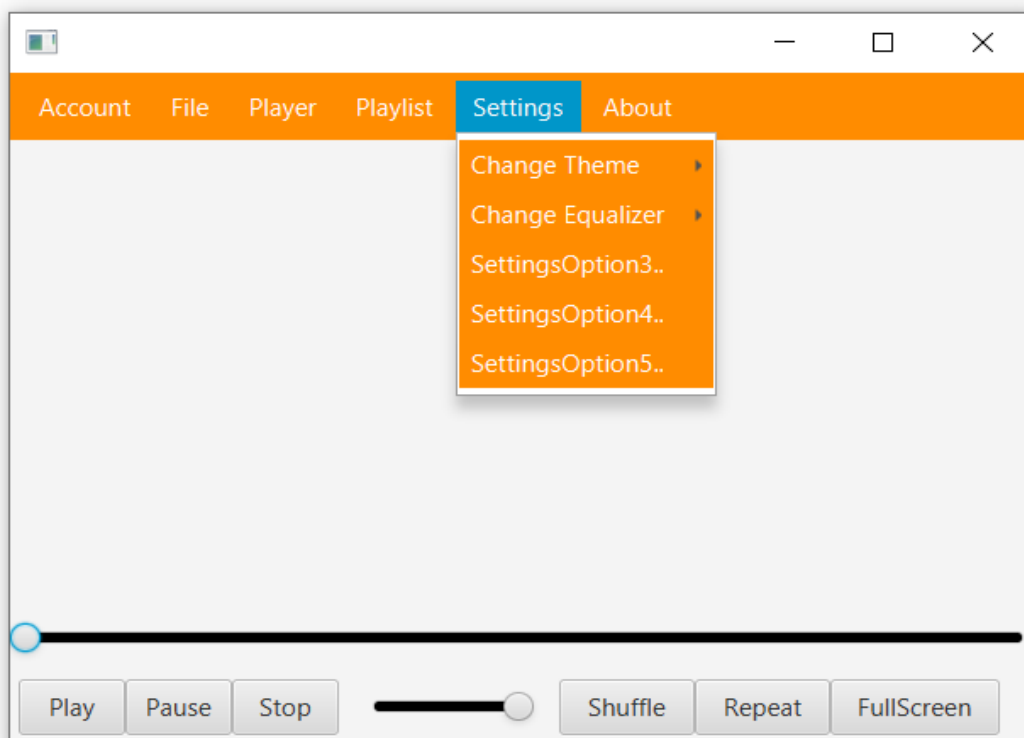 Account File Player Playlist Settings About
Change Theme
Change Equalizer
SettingsOption3..
SettingsOption4..
SettingsOption5..
Play Pause Stop Shuffle Repeat FullScreen